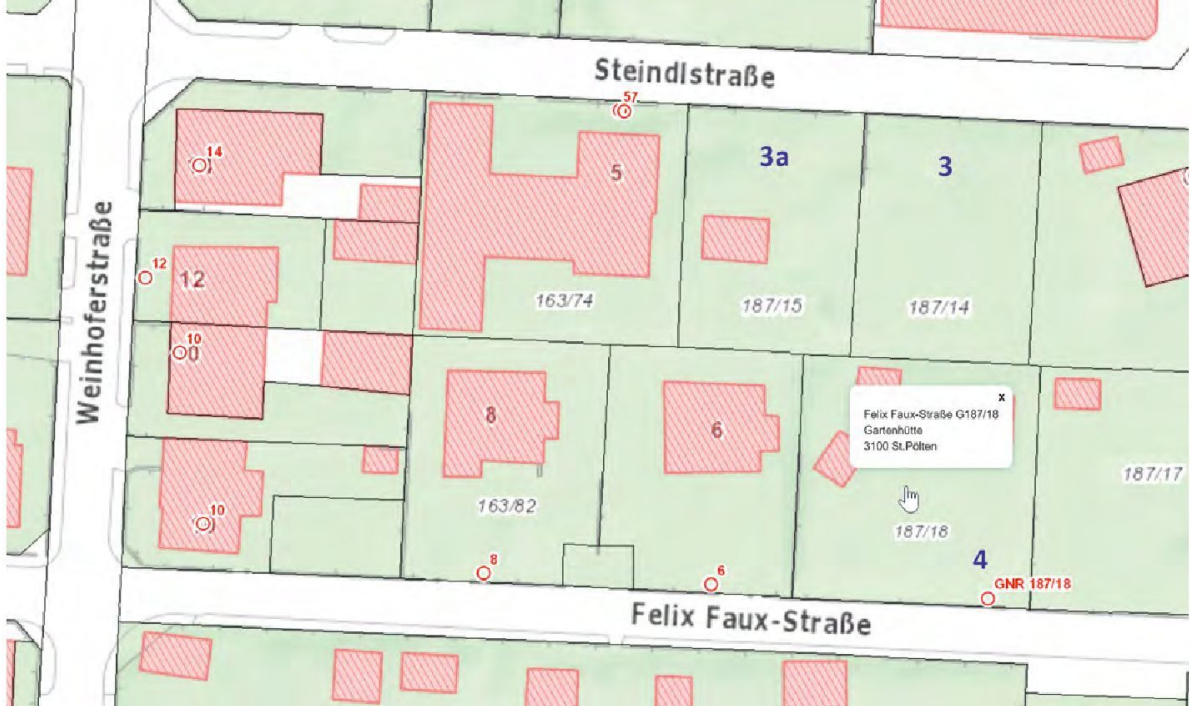 Steindlstraße
57
14
5
3a
3
Weinhoferstraße
12
12
163/74
187/15
187/14
10
8
6
x
Felix Faux-Straße G187/18
Gartenhütte
3100 St.Pölten
187/17
163/82
10
187/18
4
8
6
GNR 187/18
Felix Faux-Straße